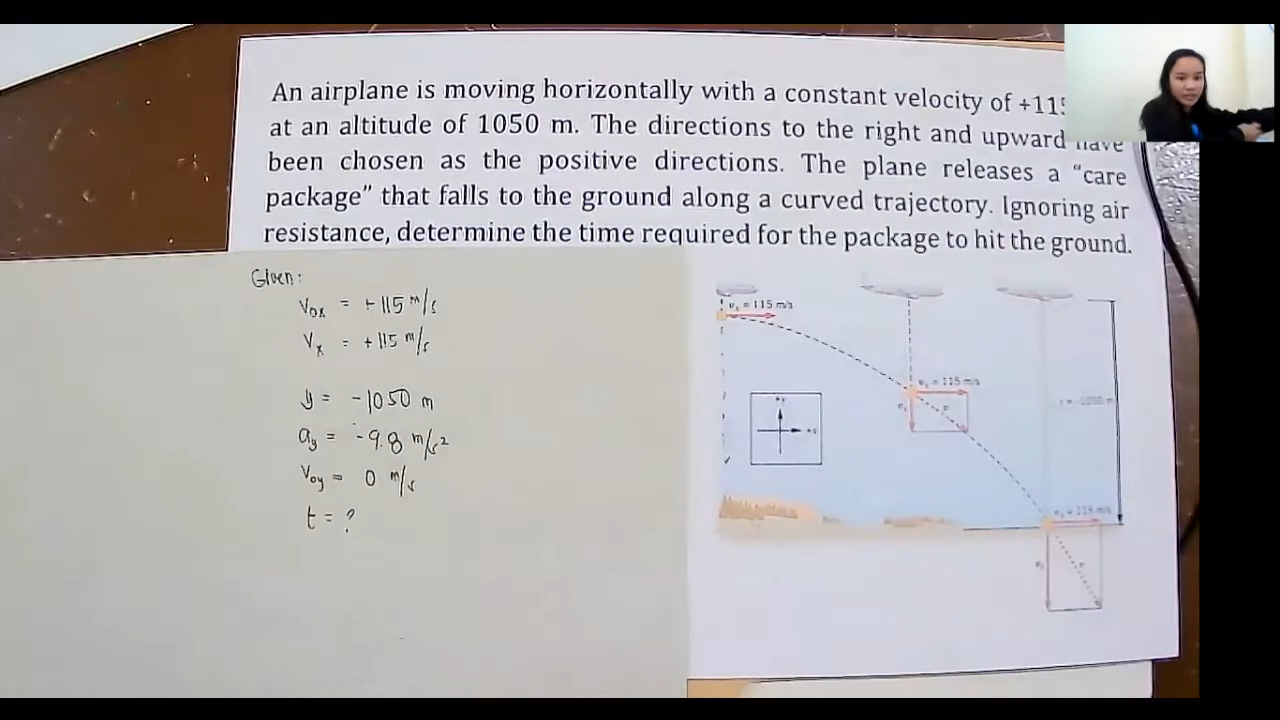 An airplane is moving horizontally with a constant velocity of +115
at an altitude of 1050 m. The directions to the right and upward have
been chosen as the positive directions. The plane releases a "care
package" that falls to the ground along a curved trajectory. Ignoring air
resistance, determine the time required for the package to hit the ground.
Given:
Vox = +115 m/s
Vx = +115 m/s
y = -1050 m
ay = -9.8 m/s²
Voy = 0 m/s
t = ?
= 115 m/s
= 115 m/s
= 115 m/s